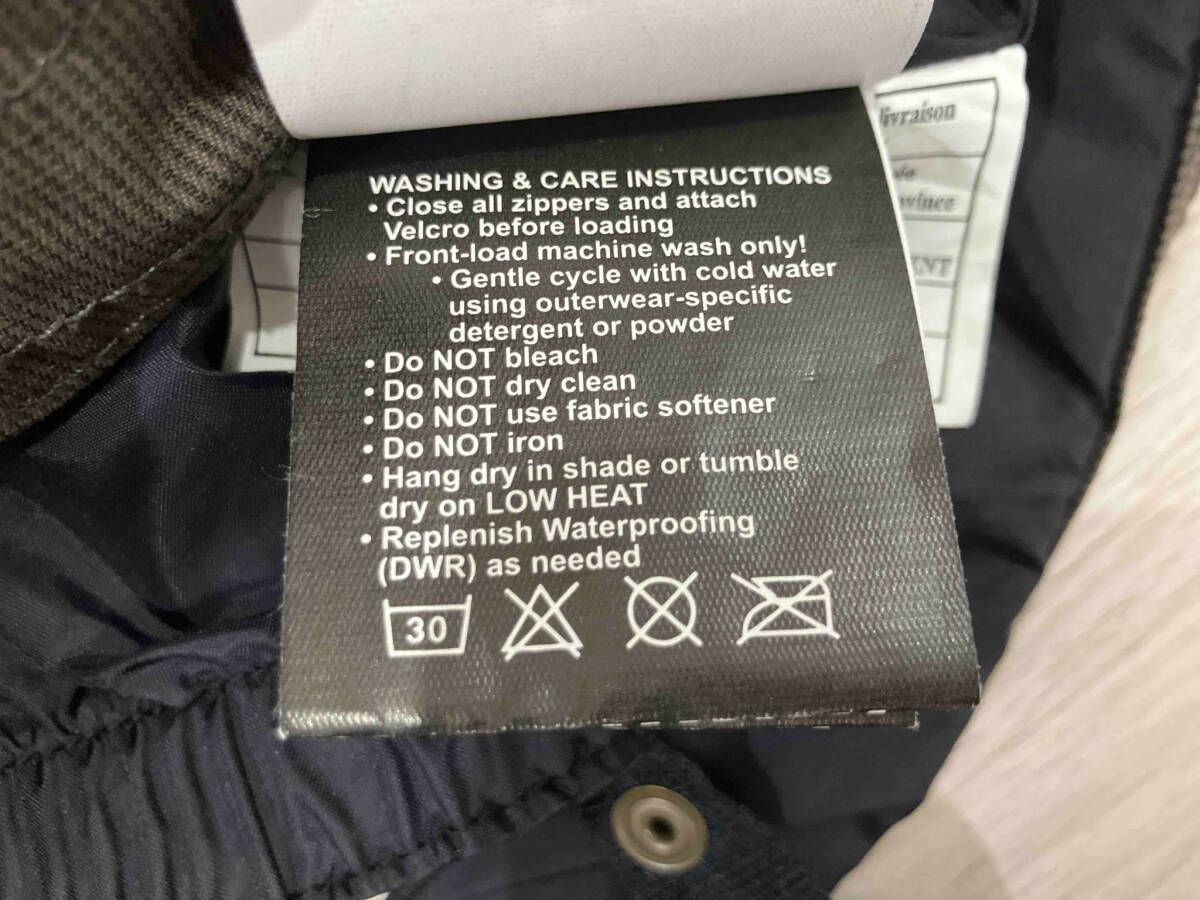 livraison
WASHING & CARE INSTRUCTIONS
• Close all zippers and attach
Velcro before loading
• Front-load machine wash only!
• Gentle cycle with cold water
using outerwear-specific
detergent or powder
• Do NOT bleach
• Do NOT dry clean
• Do NOT use fabric softener
• Do NOT iron
• Hang dry in shade or tumble
dry on LOW HEAT
• Replenish Waterproofing
(DWR) as needed
30